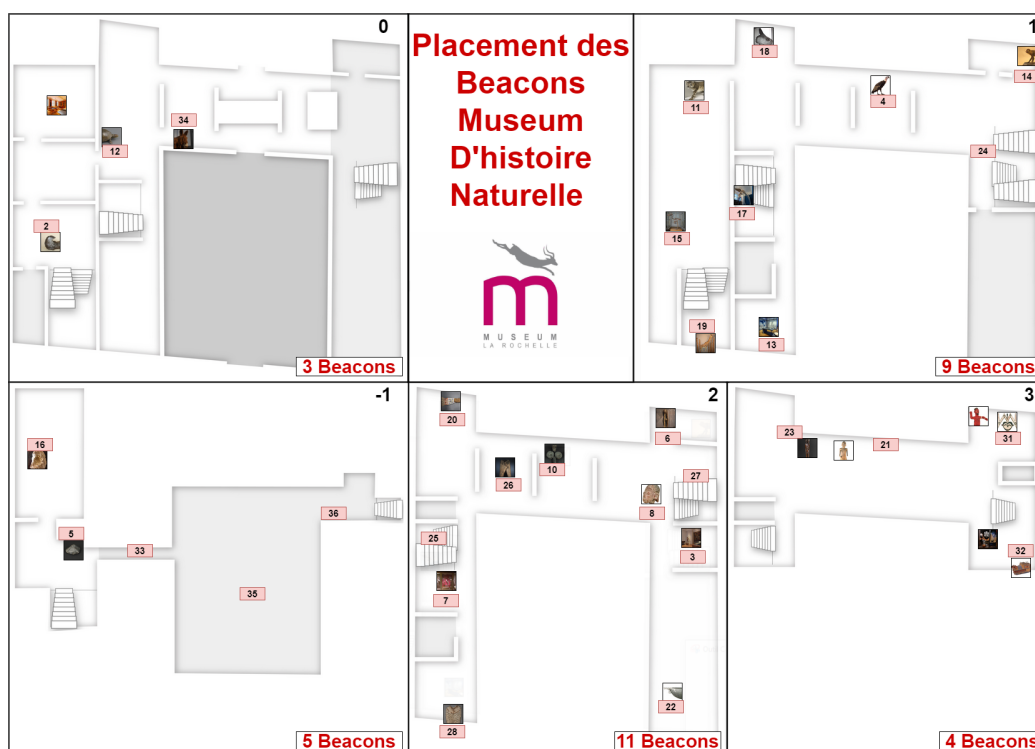 0
34
12
2
3 Beacons
Placement des
Beacons
Museum
D'histoire
Naturelle
m
MUSEUM
LA ROCHELLE
1
18
14
11
4
24
17
15
19
13
9 Beacons
-1
16
5
33
36
35
5 Beacons
2
20
6
10
26
27
8
25
3
7
22
28
11 Beacons
3
23
21
31
32
4 Beacons